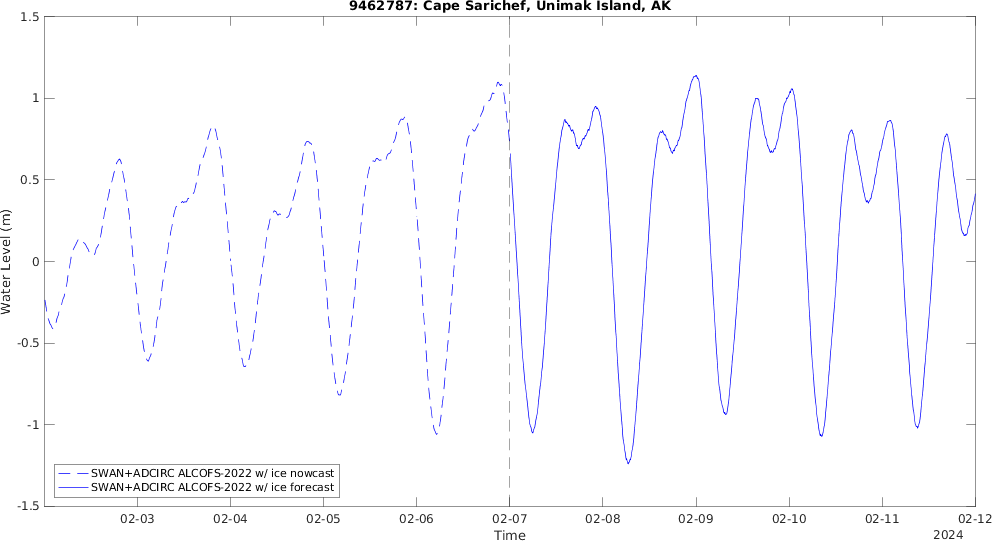 9462787: Cape Sarichef, Unimak Island, AK
1.5
1
0.5
0
-0.5
-1
-1.5
Water Level (m)
SWAN+ADCIRC ALCOFS-2022 w/ ice nowcast
SWAN+ADCIRC ALCOFS-2022 w/ ice forecast
02-03 02-04 02-05 02-06 02-07 02-08 02-09 02-10 02-11 02-12
Time
2024